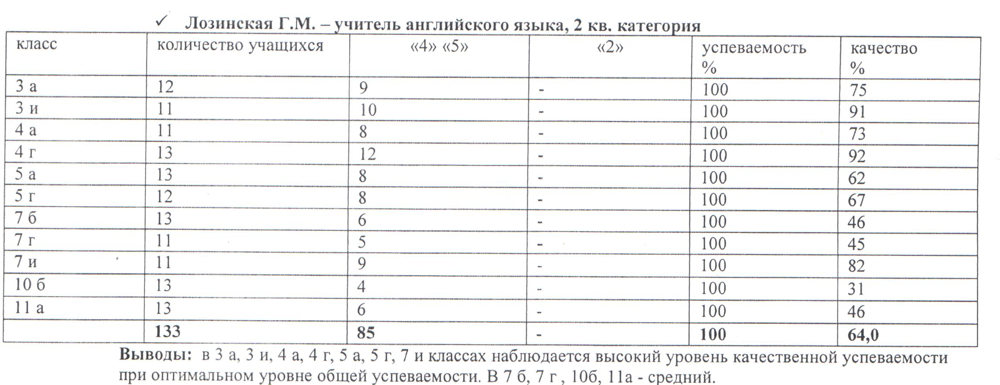 ✓ Лозинская Г.М. – учитель английского языка, 2 кв. категория
класс количество учащихся «4» «5» «2» успеваемость % качество %
3 а 12 9 - 100 75
3 и 11 10 - 100 91
4 а 11 8 - 100 73
4 г 13 12 - 100 92
5 а 13 8 - 100 62
5 г 12 8 - 100 67
7 б 13 6 - 100 46
7 г 11 5 - 100 45
7 и 11 9 - 100 82
10 б 13 4 - 100 31
11 а 13 6 - 100 46
133 85 - 100 64,0
Выводы: в 3 а, 3 и, 4 а, 4 г, 5 а, 5 г, 7 и классах наблюдается высокий уровень качественной успеваемости
при оптимальном уровне общей успеваемости. В 7 б, 7 г , 10б, 11а - средний.